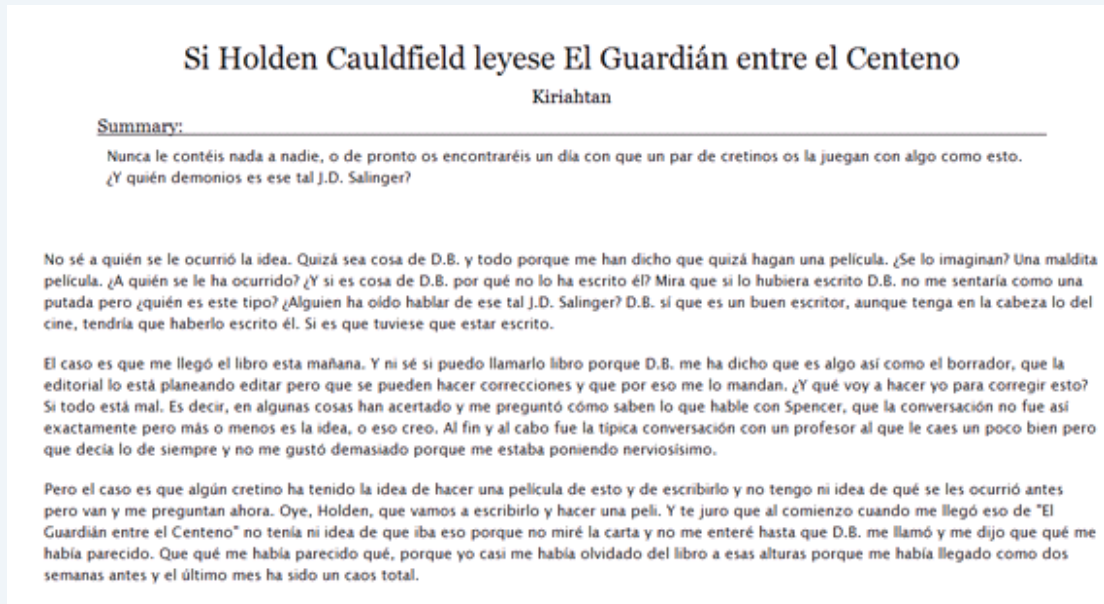 Si Holden Cauldfield leyese El Guardián entre el Centeno
Kiriahtan
Summary:
Nunca le contéis nada a nadie, o de pronto os encontraréis un día con que un par de cretinos os la juegan con algo como esto.
¿Y quién demonios es ese tal J.D. Salinger?
No sé a quién se le ocurrió la idea. Quizá sea cosa de D.B. y todo porque me han dicho que quizá hagan una película. ¿Se lo imaginan? Una maldita
película. ¿A quién se le ha ocurrido? ¿Y si es cosa de D.B. por qué no lo ha escrito él? Mira que si lo hubiera escrito D.B. no me sentaría como una
putada pero ¿quién es este tipo? ¿Alguien ha oído hablar de ese tal J.D. Salinger? D.B. sí que es un buen escritor, aunque tenga en la cabeza lo del
cine, tendría que haberlo escrito él. Si es que tuviese que estar escrito.
El caso es que me llegó el libro esta mañana. Y ni sé si puedo llamarlo libro porque D.B. me ha dicho que es algo así como el borrador, que la
editorial lo está planeando editar pero que se pueden hacer correcciones y que por eso me lo mandan. ¿Y qué voy a hacer yo para corregir esto?
Si todo está mal. Es decir, en algunas cosas han acertado y me preguntó cómo saben lo que hable con Spencer, que la conversación no fue así
exactamente pero más o menos es la idea, o eso creo. Al fin y al cabo fue la típica conversación con un profesor al que le caes un poco bien pero
que decía lo de siempre y no me gustó demasiado porque me estaba poniendo nerviosísimo.
Pero el caso es que algún cretino ha tenido la idea de hacer una película de esto y de escribirlo y no tengo ni idea de qué se les ocurrió antes
pero van y me preguntan ahora. Oye, Holden, que vamos a escribirlo y hacer una peli. Y te juro que al comienzo cuando me llegó eso de "El
Guardián entre el Centeno" no tenía ni idea de que iba eso porque no miré la carta y no me enteré hasta que D.B. me llamó y me dijo que qué me
había parecido. Que qué me había parecido qué, porque yo casi me había olvidado del libro a esas alturas porque me había llegado como dos
semanas antes y el último mes ha sido un caos total.